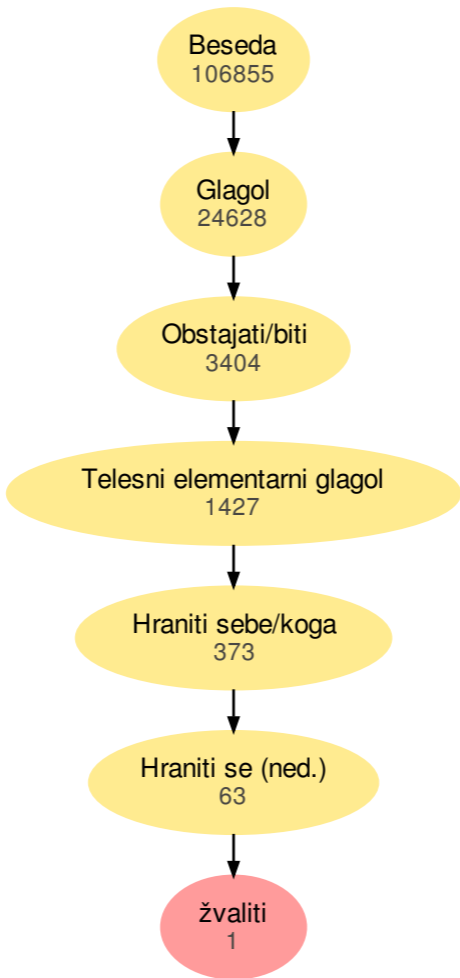 Beseda
106855
Glagol
24628
Obstajati/biti
3404
Telesni elementarni glagol
1427
Hraniti sebe/koga
373
Hraniti se (ned.)
63
žvaliti
1